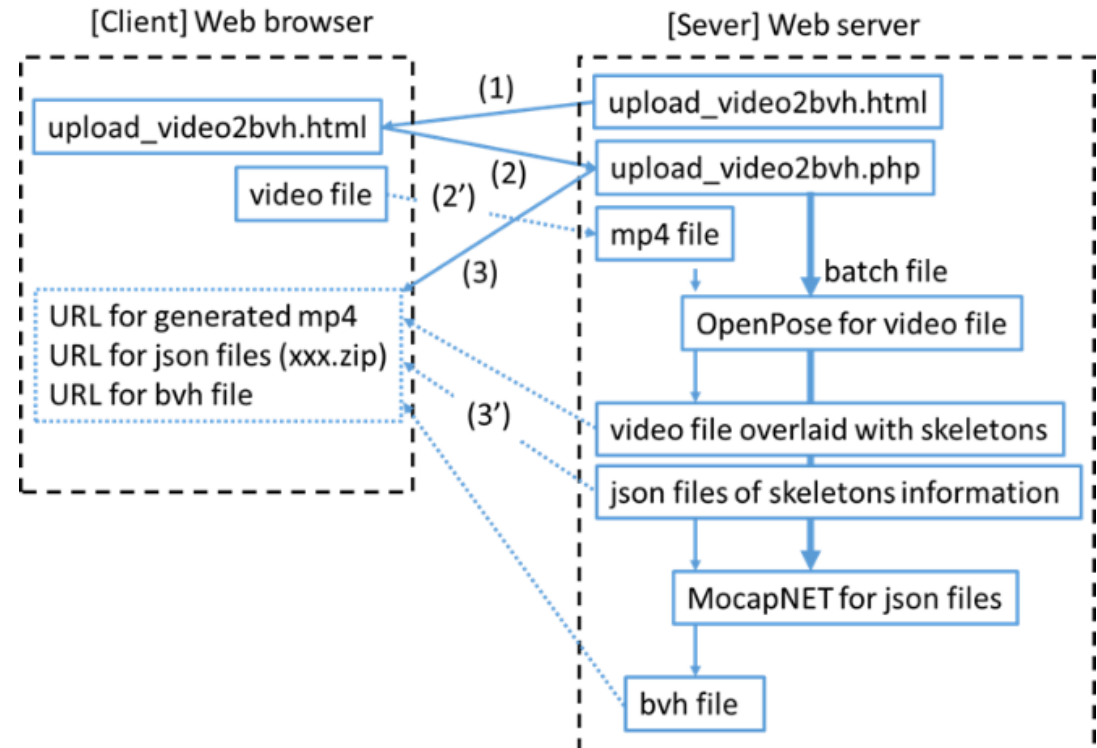 [Client] Web browser
[Sever] Web server
(1)
upload_video2bvh.html
upload_video2bvh.html
(2)
upload_video2bvh.php
video file
(2’)
mp4 file
(3)
batch file
URL for generated mp4
URL for json files (xxx.zip)
URL for bvh file
OpenPose for video file
(3’)
video file overlaid with skeletons
json files of skeletons information
MocapNET for json files
bvh file